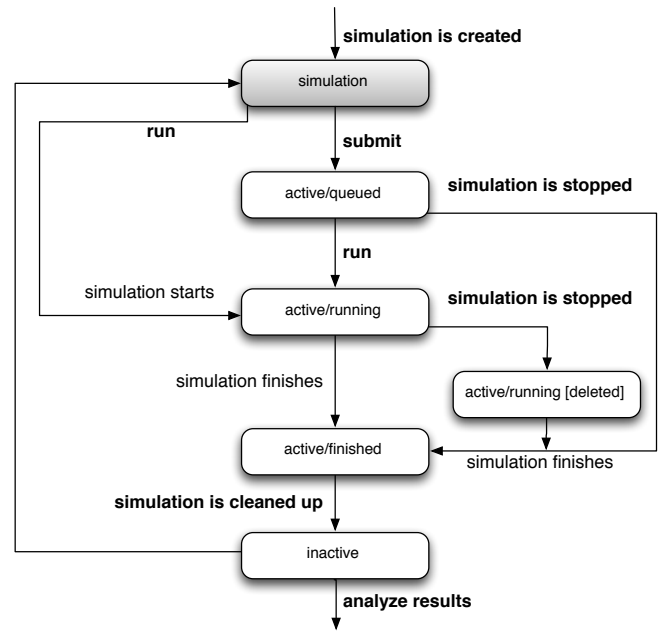 simulation is created
simulation
run
submit
simulation is stopped
active/queued
run
simulation starts
simulation is stopped
active/running
simulation finishes
active/running [deleted]
active/finished
simulation finishes
simulation is cleaned up
inactive
analyze results